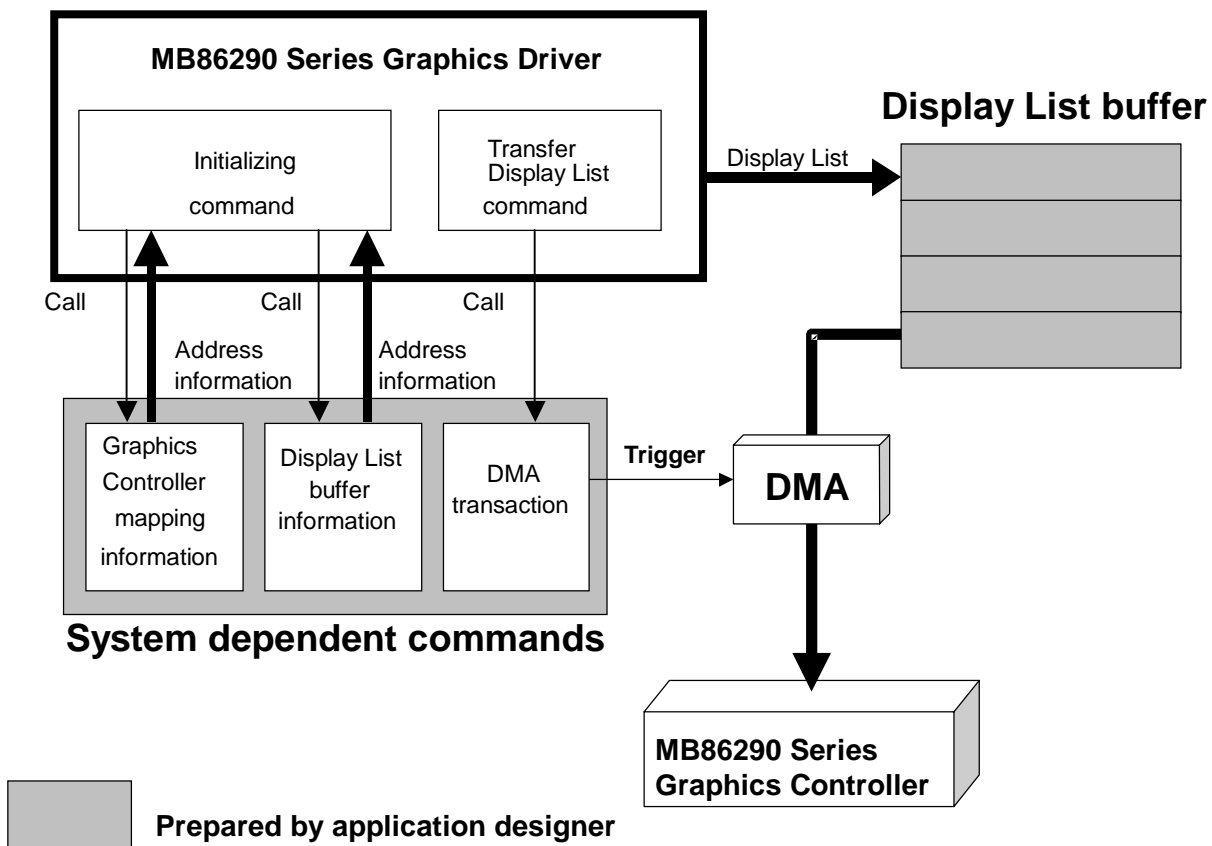 MB86290 Series Graphics Driver
Initializing
command
Transfer
Display List
command
Display List
Display List buffer
Call
Call
Call
Address
information
Address
information
Graphics
Controller
mapping
information
Display List
buffer
information
DMA
transaction
Trigger
DMA
System dependent commands
MB86290 Series
Graphics Controller
Prepared by application designer